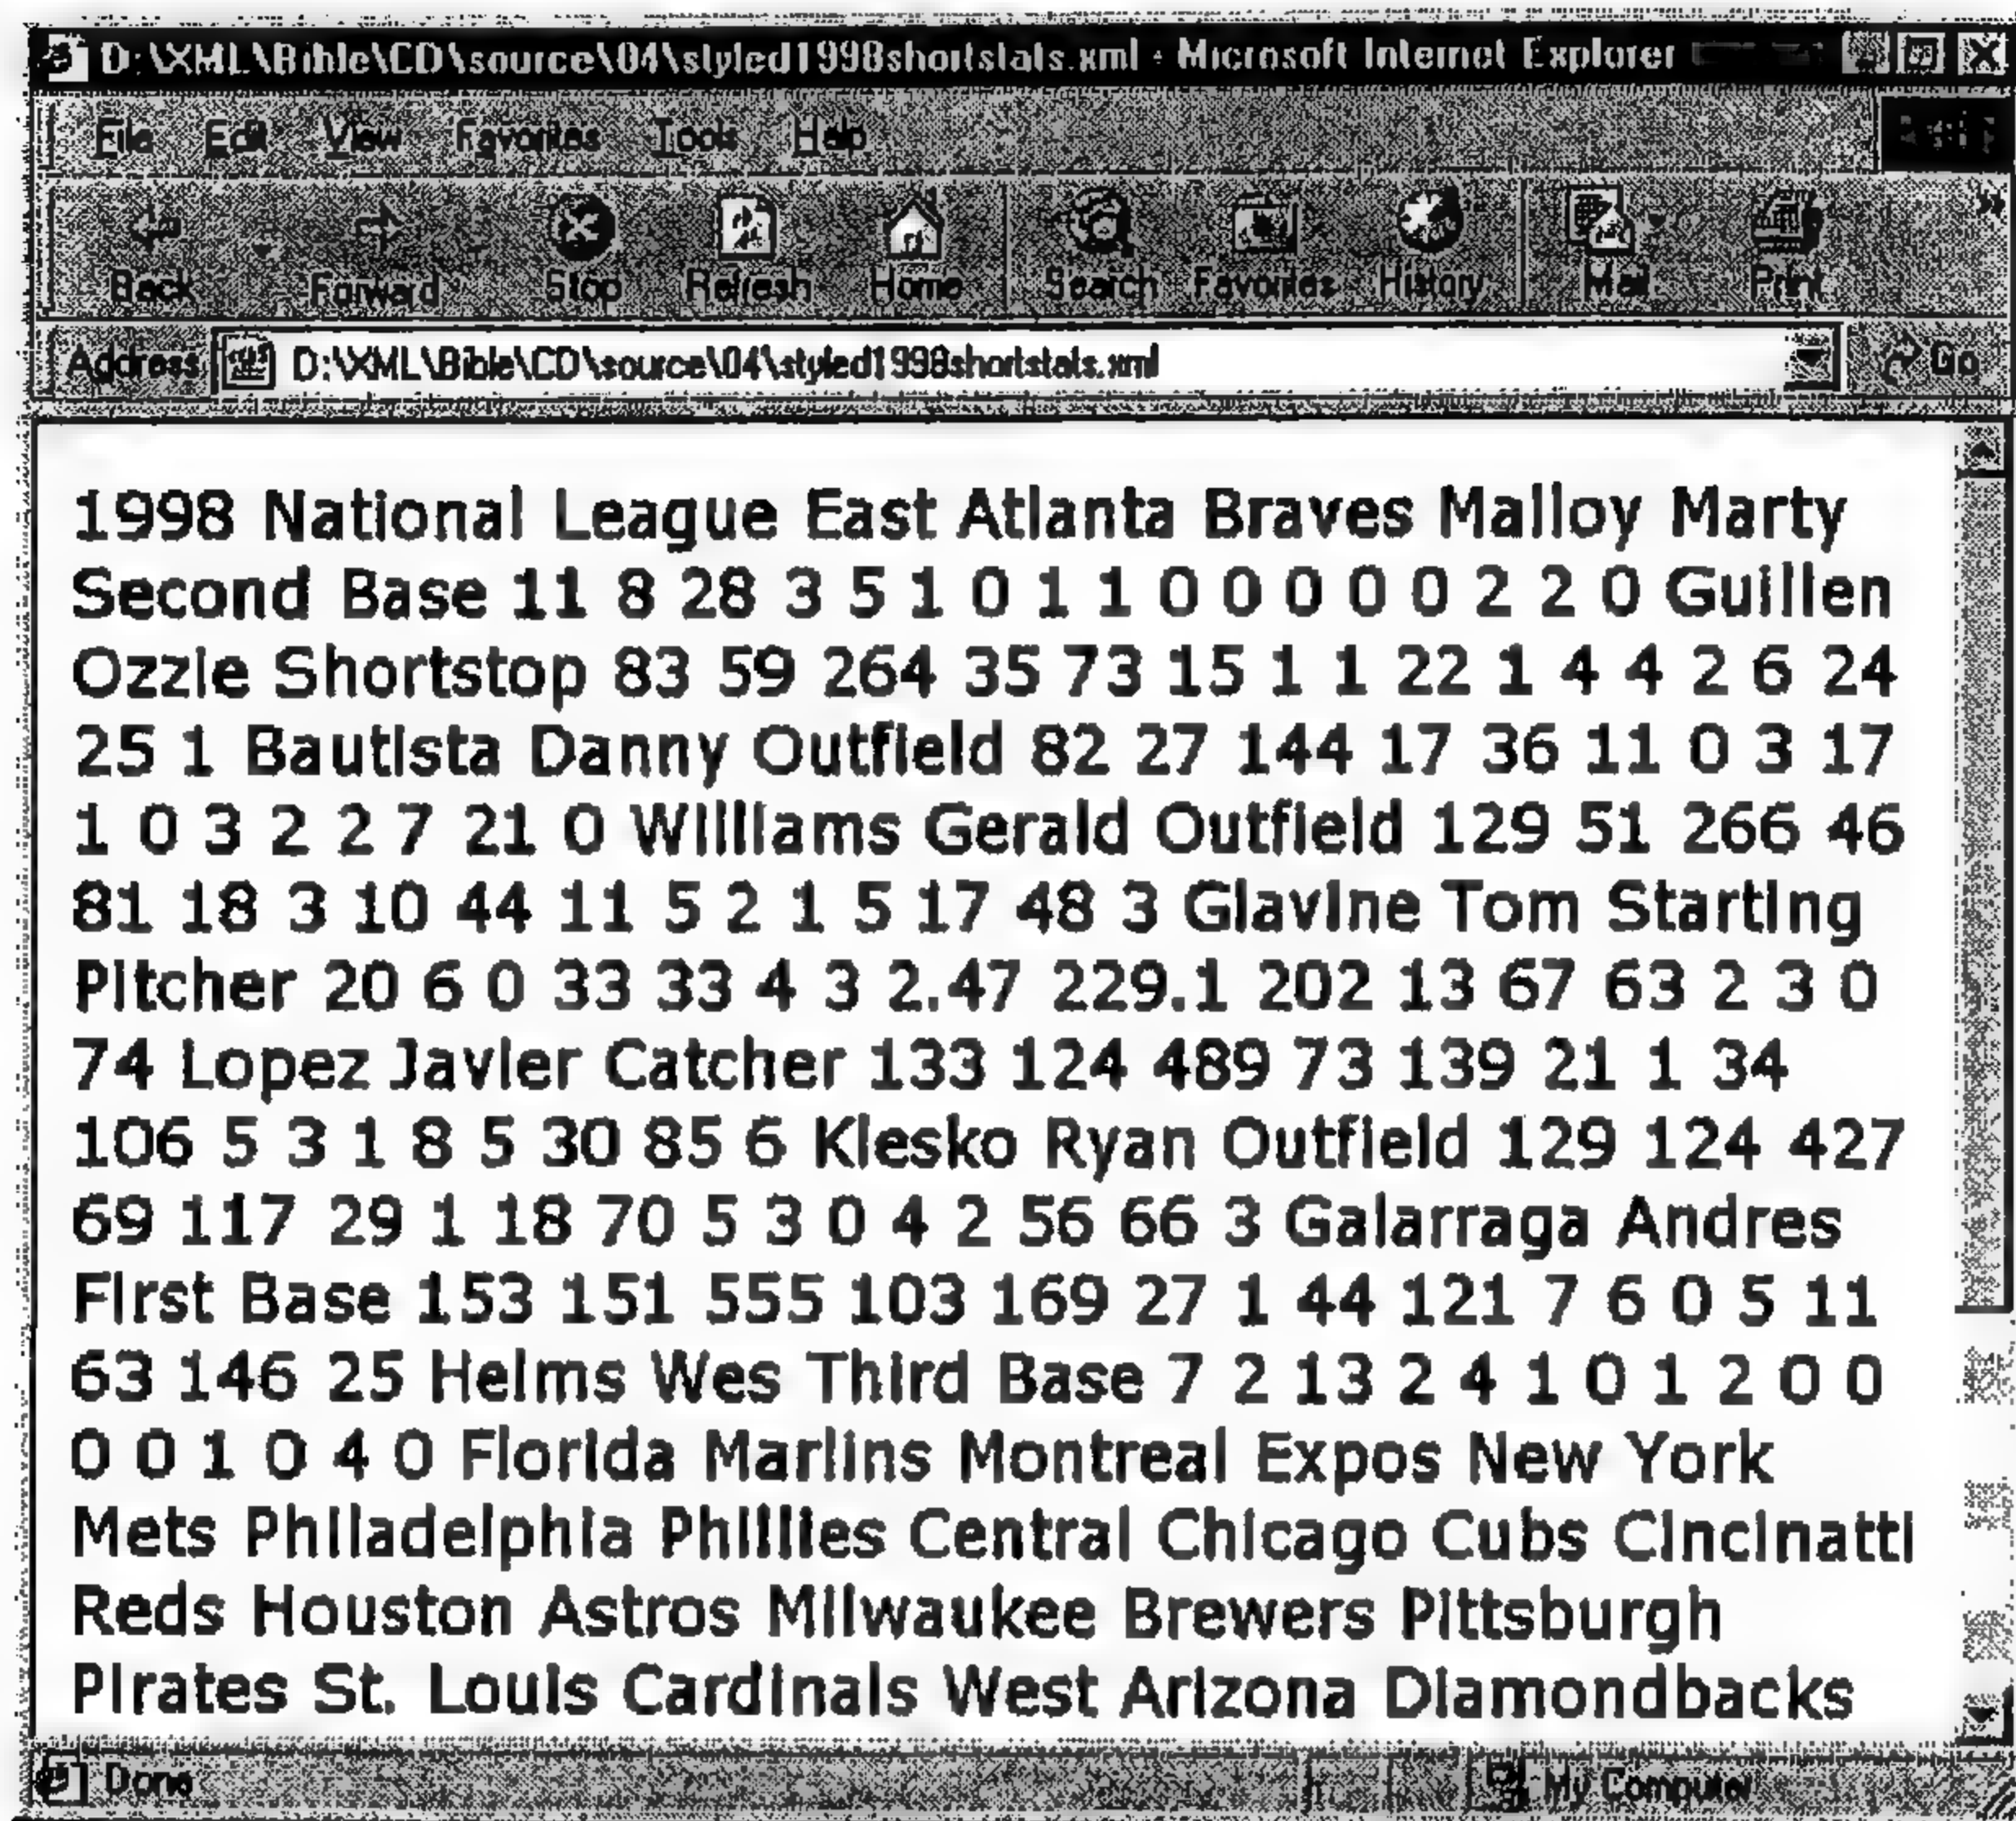 D:\XML\Bible\CD\source\04\styled1998shortstats.xml - Microsoft Internet Explorer
File Edit View Favorites Tools Help
Back Forward Stop Refresh Home Search Favorites History Mail Print »
Address D:\XML\Bible\CD\source\04\styled1998shortstats.xml Go
1998 National League East Atlanta Braves Malloy Marty
Second Base 11 8 28 3 5 1 0 1 1 0 0 0 0 0 2 2 0 Guillen
Ozzie Shortstop 83 59 264 35 73 15 1 1 22 1 4 4 2 6 24
25 1 Bautista Danny Outfield 82 27 144 17 36 11 0 3 17
1 0 3 2 2 7 21 0 Williams Gerald Outfield 129 51 266 46
81 18 3 10 44 11 5 2 1 5 17 48 3 Glavine Tom Starting
Pitcher 20 6 0 33 33 4 3 2.47 229.1 202 13 67 63 2 3 0
74 Lopez Javier Catcher 133 124 489 73 139 21 1 34
106 5 3 1 8 5 30 85 6 Klesko Ryan Outfield 129 124 427
69 117 29 1 18 70 5 3 0 4 2 56 66 3 Galarraga Andres
First Base 153 151 555 103 169 27 1 44 121 7 6 0 5 11
63 146 25 Helms Wes Third Base 7 2 13 2 4 1 0 1 2 0 0
0 0 1 0 4 0 Florida Marlins Montreal Expos New York
Mets Philadelphia Phillies Central Chicago Cubs Cincinatti
Reds Houston Astros Milwaukee Brewers Pittsburgh
Pirates St. Louis Cardinals West Arizona Diamondbacks
Done My Computer